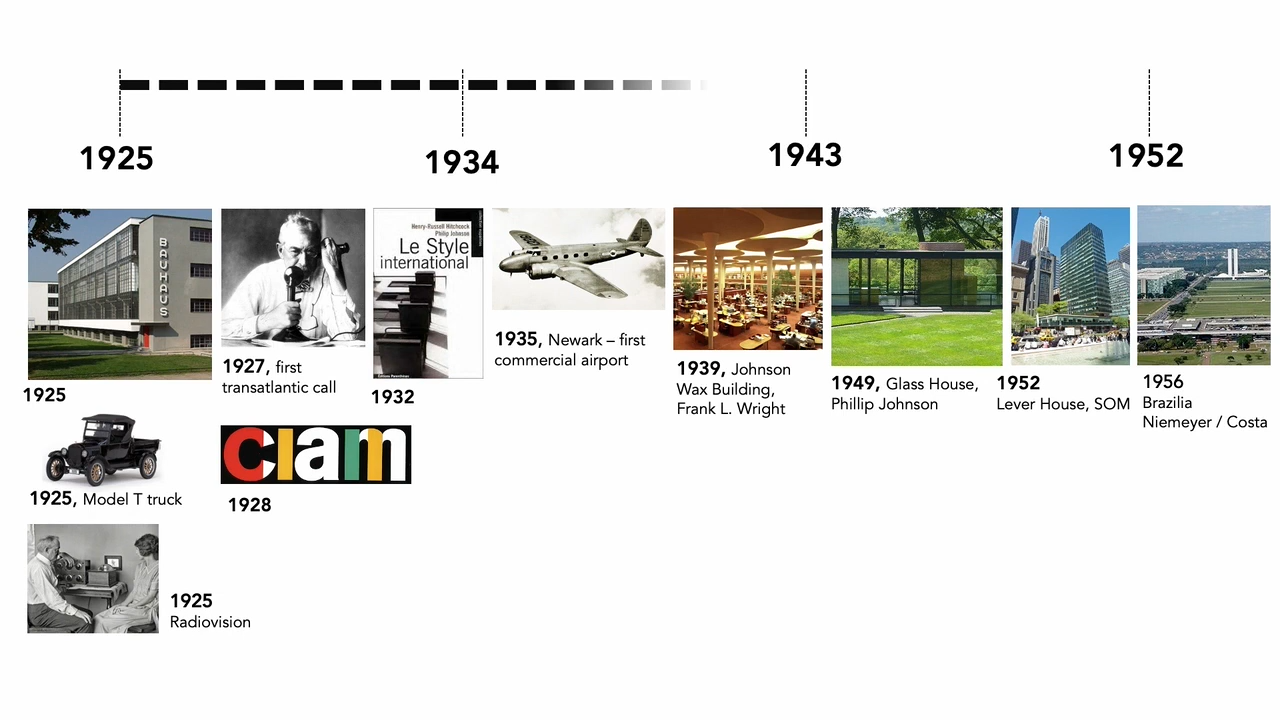 1925
1934
1943
1952
BAUHAUS
1925
1925, Model T truck
1925
Radiovision
1927, first
transatlantic call
ciam
1928
Henry-Russell Hitchcock
Philip Johnson
Le Style
international
1932
1935, Newark – first
commercial airport
1939, Johnson
Wax Building,
Frank L. Wright
1949, Glass House,
Phillip Johnson
1952
Lever House, SOM
1956
Brazilia
Niemeyer / Costa